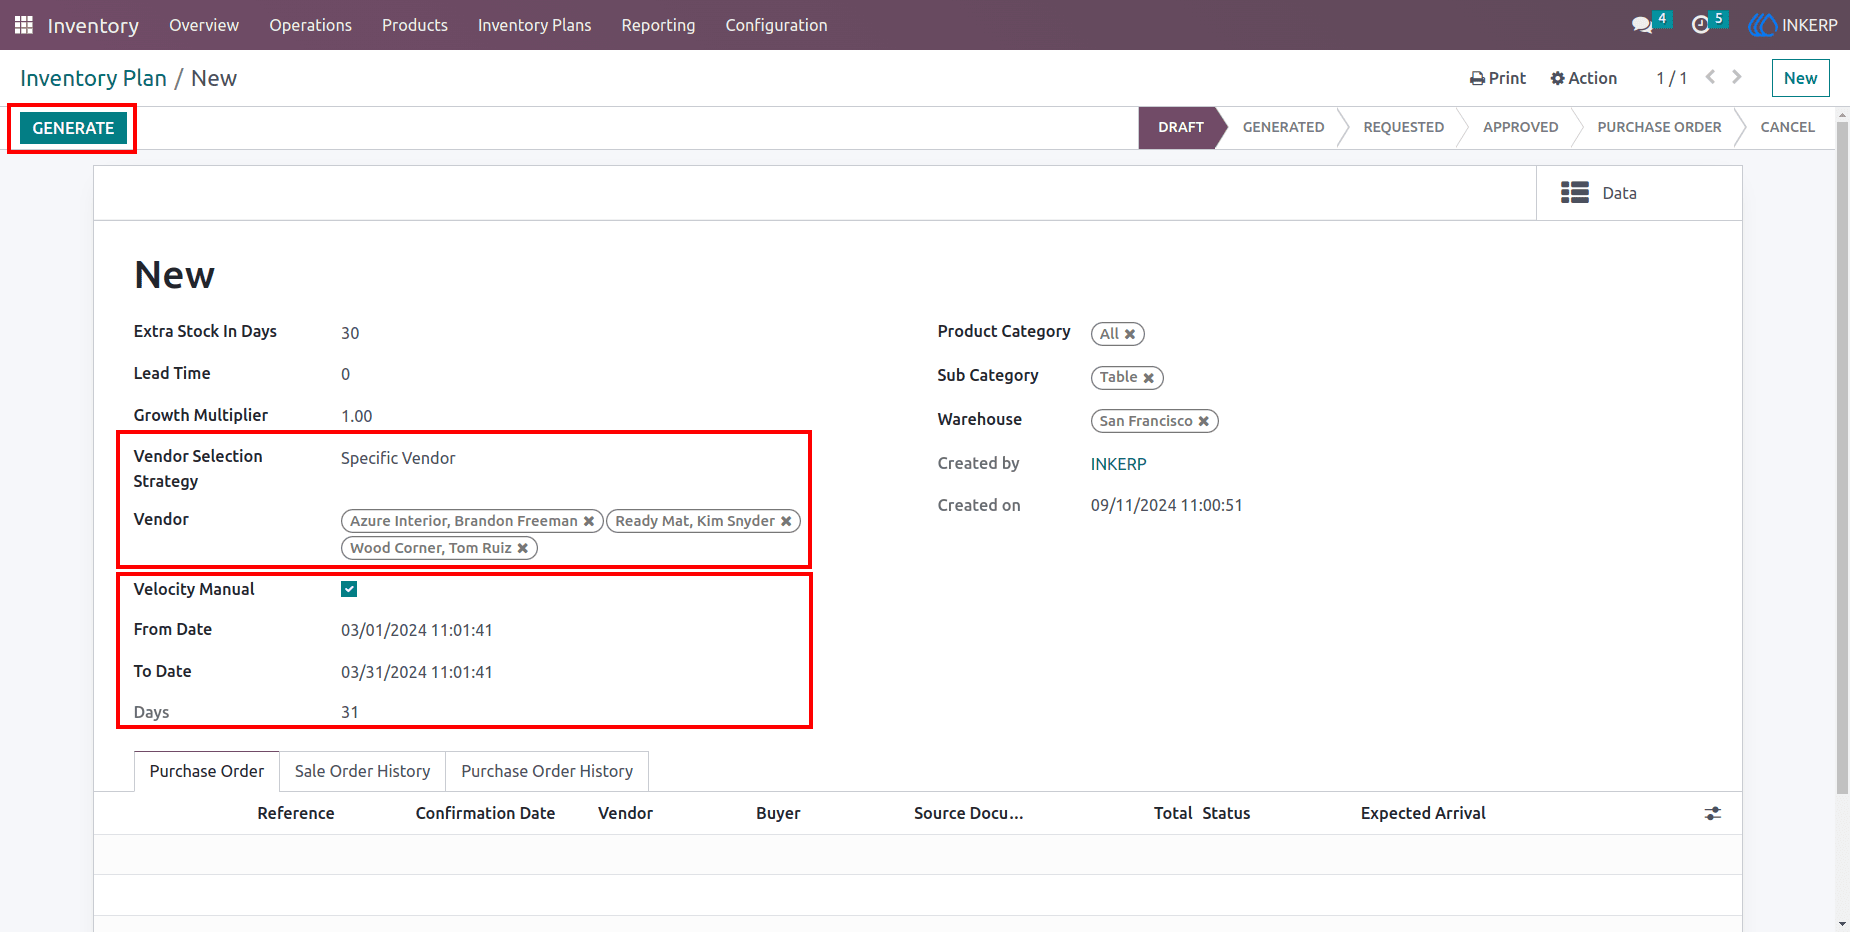 Inventory Overview Operations Products Inventory Plans Reporting Configuration 4 5 INKERP
Inventory Plan / New Print Action 1 / 1 New
GENERATE DRAFT GENERATED REQUESTED APPROVED PURCHASE ORDER CANCEL
Data
New
Extra Stock In Days 30 Product Category All
Lead Time 0 Sub Category Table
Growth Multiplier 1.00 Warehouse San Francisco
Vendor Selection Strategy Specific Vendor Created by INKERP
Vendor Azure Interior, Brandon Freeman Ready Mat, Kim Snyder Created on 09/11/2024 11:00:51
Wood Corner, Tom Ruiz
Velocity Manual
From Date 03/01/2024 11:01:41
To Date 03/31/2024 11:01:41
Days 31
Purchase Order Sale Order History Purchase Order History
Reference Confirmation Date Vendor Buyer Source Docu... Total Status Expected Arrival